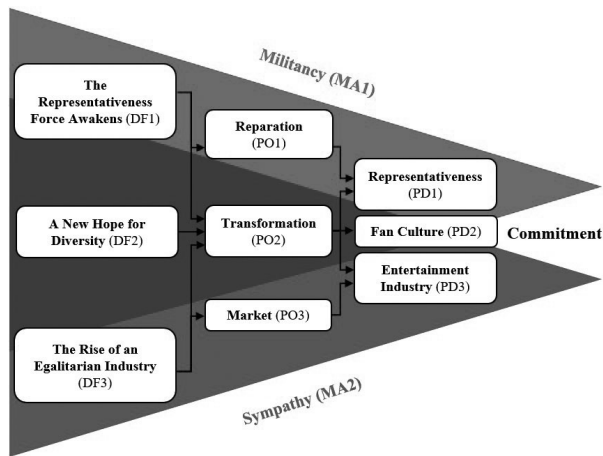 Militancy (MA1)
The
Representativeness
Force Awakens (DF1)
Reparation
(PO1)
Representativeness
(PD1)
A New Hope for
Diversity (DF2)
Transformation
(PO2)
Fan Culture (PD2)
Commitment
Entertainment
Industry (PD3)
Market (PO3)
The Rise of an
Egalitarian Industry
(DF3)
Sympathy (MA2)